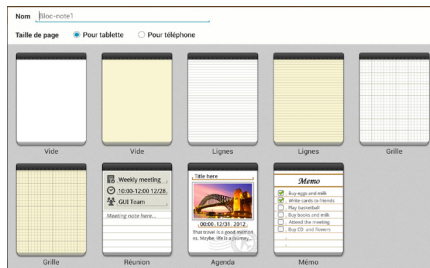 Nom Bloc-note1
Taille de page Pour tablette Pour téléphone
Vide
Vide
Lignes
Lignes
Grille
Weekly meeting
10:00-12:00 12/28.
GUI Team
Meeting note here...
Title here
00:00, 12/31, 2012
That travel is a good memori
es. Maybe, life is a journey...
Memo
Buy eggs and milk
Write cards to friends
Play basketball
Buy books and milk
Attend the meeting
Buy CD and flowers
Grille
Réunion
Agenda
Mémo